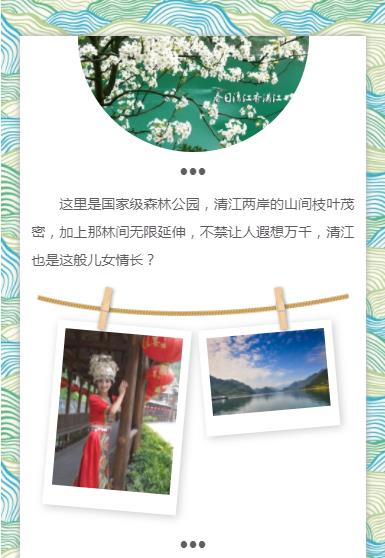 春日清江香满江
●●●
这里是国家级森林公园，清江两岸的山间枝叶茂
密，加上那林间无限延伸，不禁让人遐想万千，清江
也是这般儿女情长？
●●●